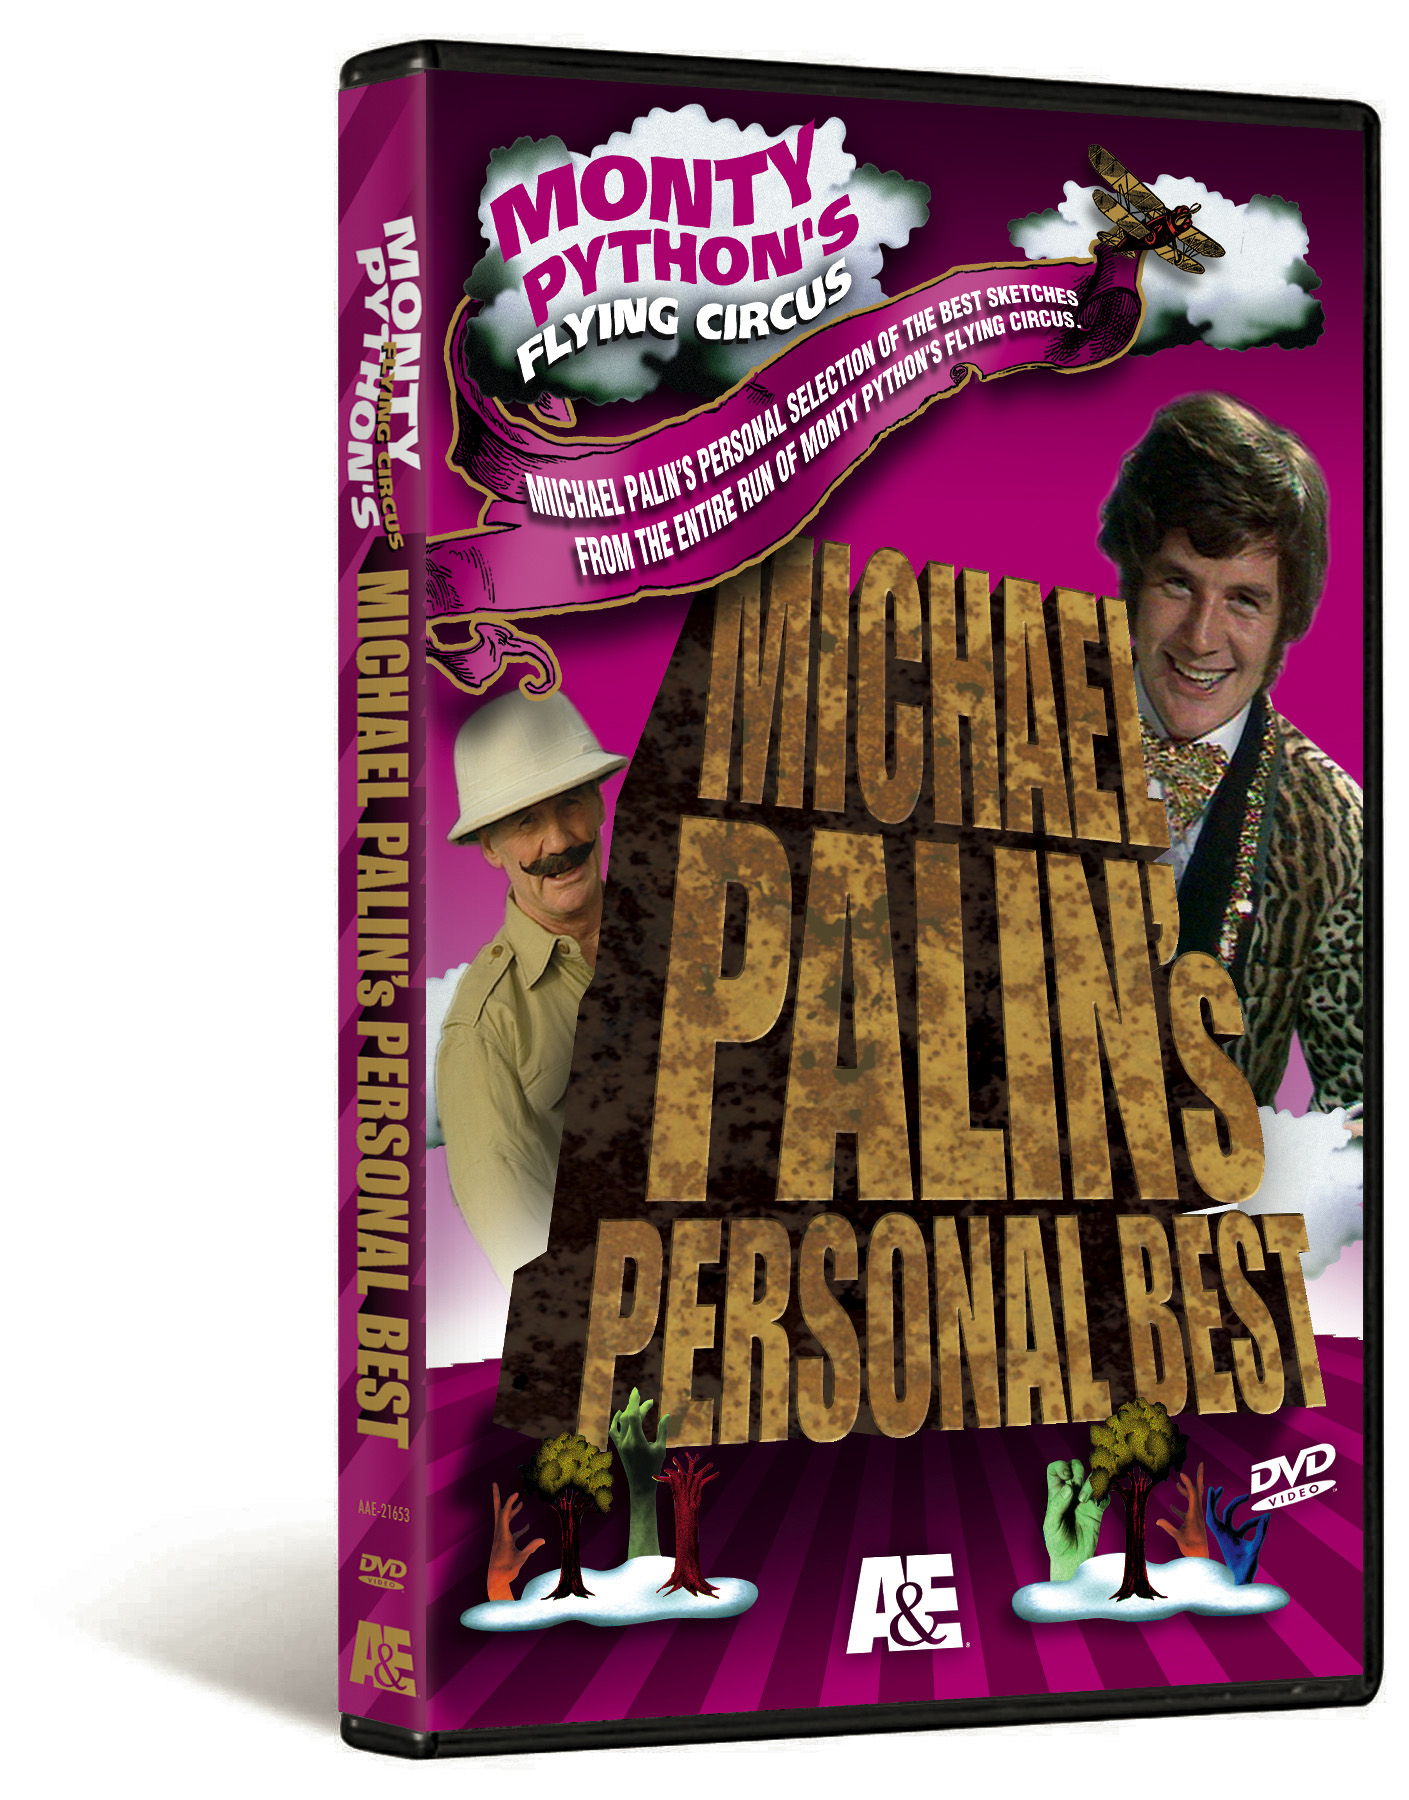 MONTY
PYTHON'S
FLYING CIRCUS
MIICHAEL PALIN'S PERSONAL SELECTION OF THE BEST SKETCHES
FROM THE ENTIRE RUN OF MONTY PYTHON'S FLYING CIRCUS.
MICHAEL
PALIN'S
PERSONAL BEST
DVD
VIDEO
TM
A&E
®
MONTY
PYTHON'S
FLYING CIRCUS
MICHAEL PALIN'S PERSONAL BEST
AAE-21653
DVD
VIDEO
A&E